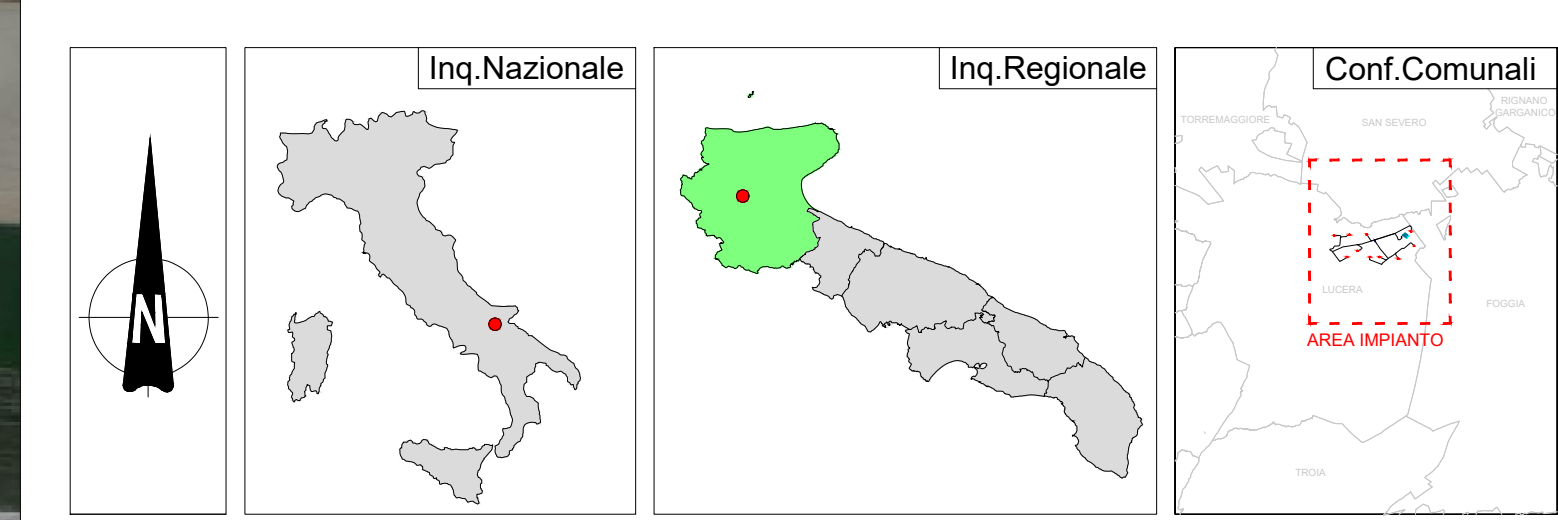 N
Inq.Nazionale
Inq.Regionale
Conf.Comunali
TORREMAGGIORE
SAN SEVERO
RIGNANO
GARGANICO
LUCERA
FOGGIA
AREA IMPIANTO
TROIA